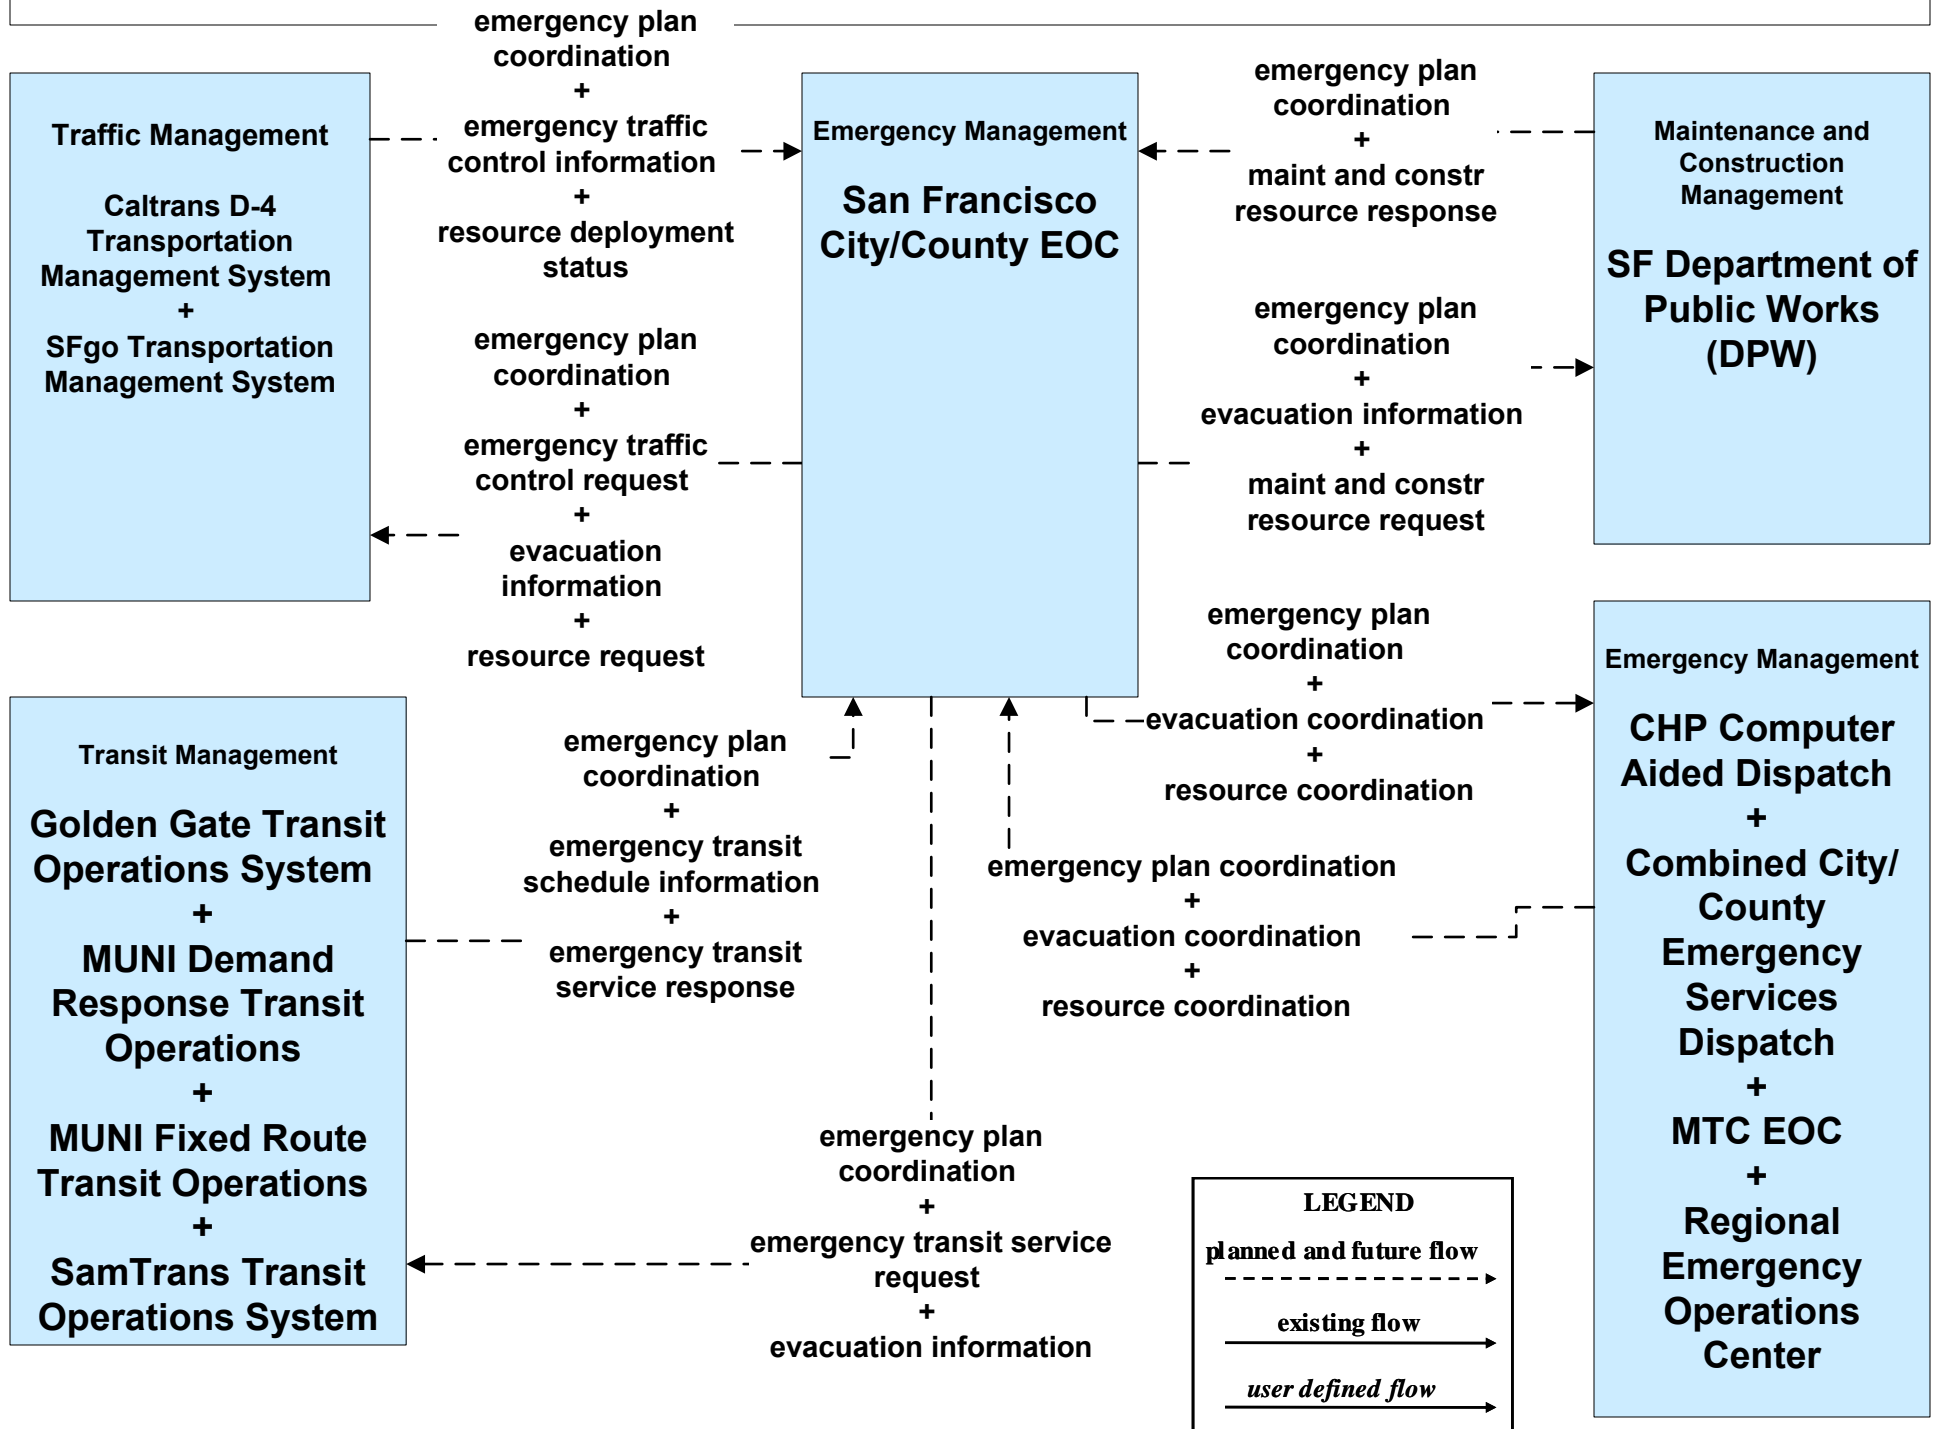 emergency plan
coordination
+
emergency traffic
control information
+
resource deployment
status
Traffic Management
Caltrans D-4
Transportation
Management System
+
SFgo Transportation
Management System
emergency plan
coordination
+
emergency traffic
control request
+
evacuation
information
+
resource request
Emergency Management
San Francisco
City/County EOC
emergency plan
coordination
+
maint and constr
resource response
emergency plan
coordination
+
evacuation information
+
maint and constr
resource request
Maintenance and
Construction
Management
SF Department of
Public Works
(DPW)
Transit Management
Golden Gate Transit
Operations System
+
MUNI Demand
Response Transit
Operations
+
MUNI Fixed Route
Transit Operations
+
SamTrans Transit
Operations System
emergency plan
coordination
+
emergency transit
schedule information
+
emergency transit
service response
emergency plan
coordination
+
emergency transit service
request
+
evacuation information
emergency plan
coordination
+
evacuation coordination
+
resource coordination
emergency plan coordination
+
evacuation coordination
+
resource coordination
Emergency Management
CHP Computer
Aided Dispatch
+
Combined City/
County
Emergency
Services
Dispatch
+
MTC EOC
+
Regional
Emergency
Operations
Center
LEGEND
planned and future flow
existing flow
user defined flow